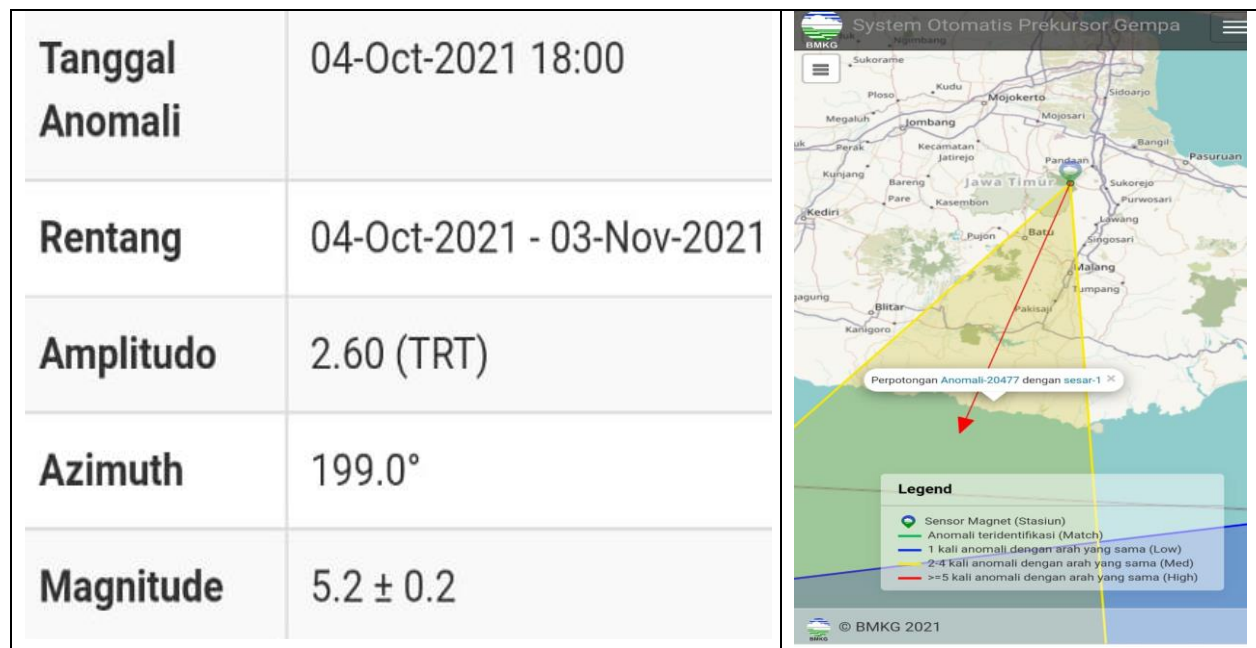 Tanggal
Anomali
04-Oct-2021 18:00
Rentang
04-Oct-2021 - 03-Nov-2021
Amplitudo
2.60 (TRT)
Azimuth
199.0°
Magnitude
5.2 ± 0.2
System Otomatis Prekursor Gempa
BMKG
Ngimbang
Sukorame
Kudu
Ploso
Mojokerto
Sidoarjo
Megaluh
Jombang
Mojosari
Perak
Kecamatan
Jatirejo
Bangil
Pandaan
Pasuruan
Kunjang
Bareng
Jawa Timur
Sukorejo
Pare
Kasembon
Purwosari
Kediri
Lawang
Pujon
Batu
Singosari
Malang
Tumpang
Blitar
Pakisaji
Kanigoro
Perpotongan Anomali-20477 dengan sesar-1 ×
Legend
Sensor Magnet (Stasiun)
Anomali teridentifikasi (Match)
1 kali anomali dengan arah yang sama (Low)
2-4 kali anomali dengan arah yang sama (Med)
>=5 kali anomali dengan arah yang sama (High)
BMKG
© BMKG 2021